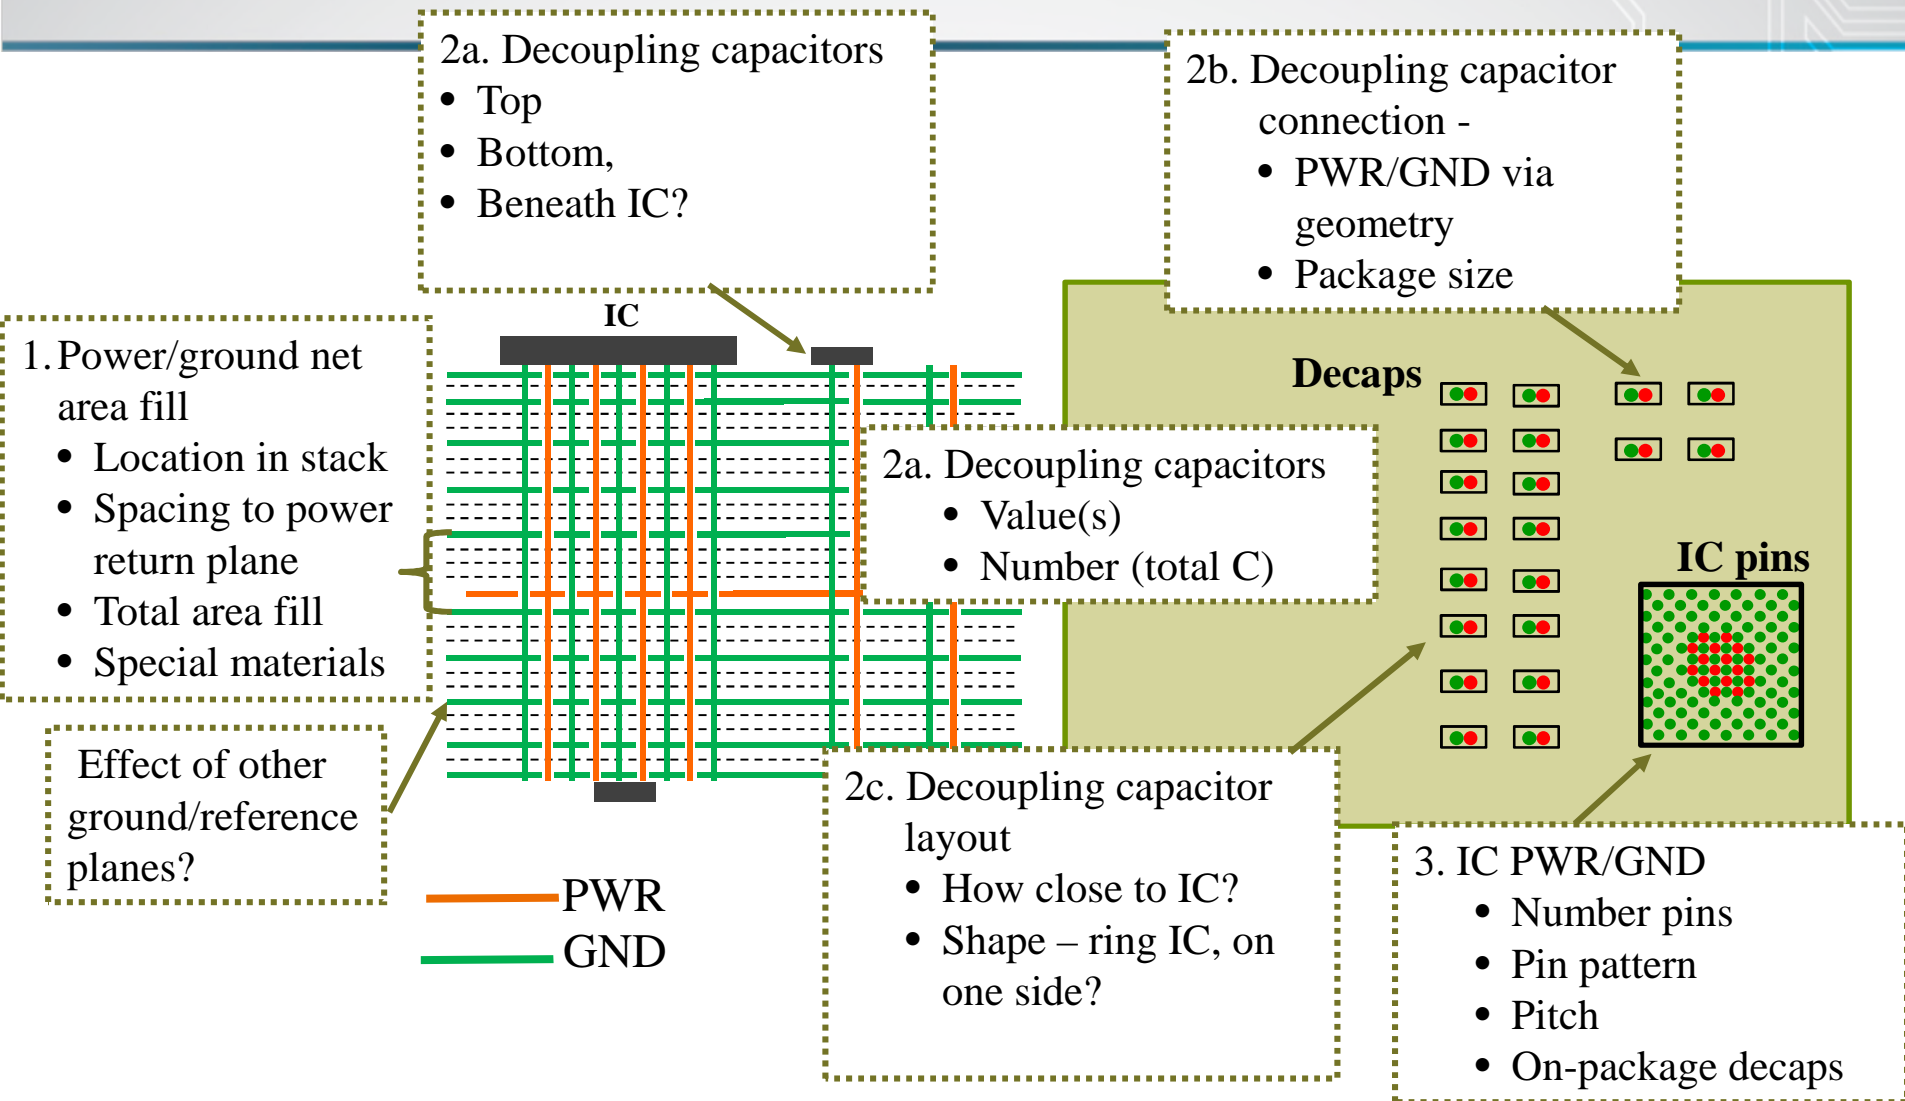 2a. Decoupling capacitors
• Top
• Bottom,
• Beneath IC?
2b. Decoupling capacitor
connection -
• PWR/GND via
geometry
• Package size
1. Power/ground net
area fill
• Location in stack
• Spacing to power
return plane
• Total area fill
• Special materials
IC
Decaps
2a. Decoupling capacitors
• Value(s)
• Number (total C)
IC pins
Effect of other
ground/reference
planes?
PWR
GND
2c. Decoupling capacitor
layout
• How close to IC?
• Shape – ring IC, on
one side?
3. IC PWR/GND
• Number pins
• Pin pattern
• Pitch
• On-package decaps